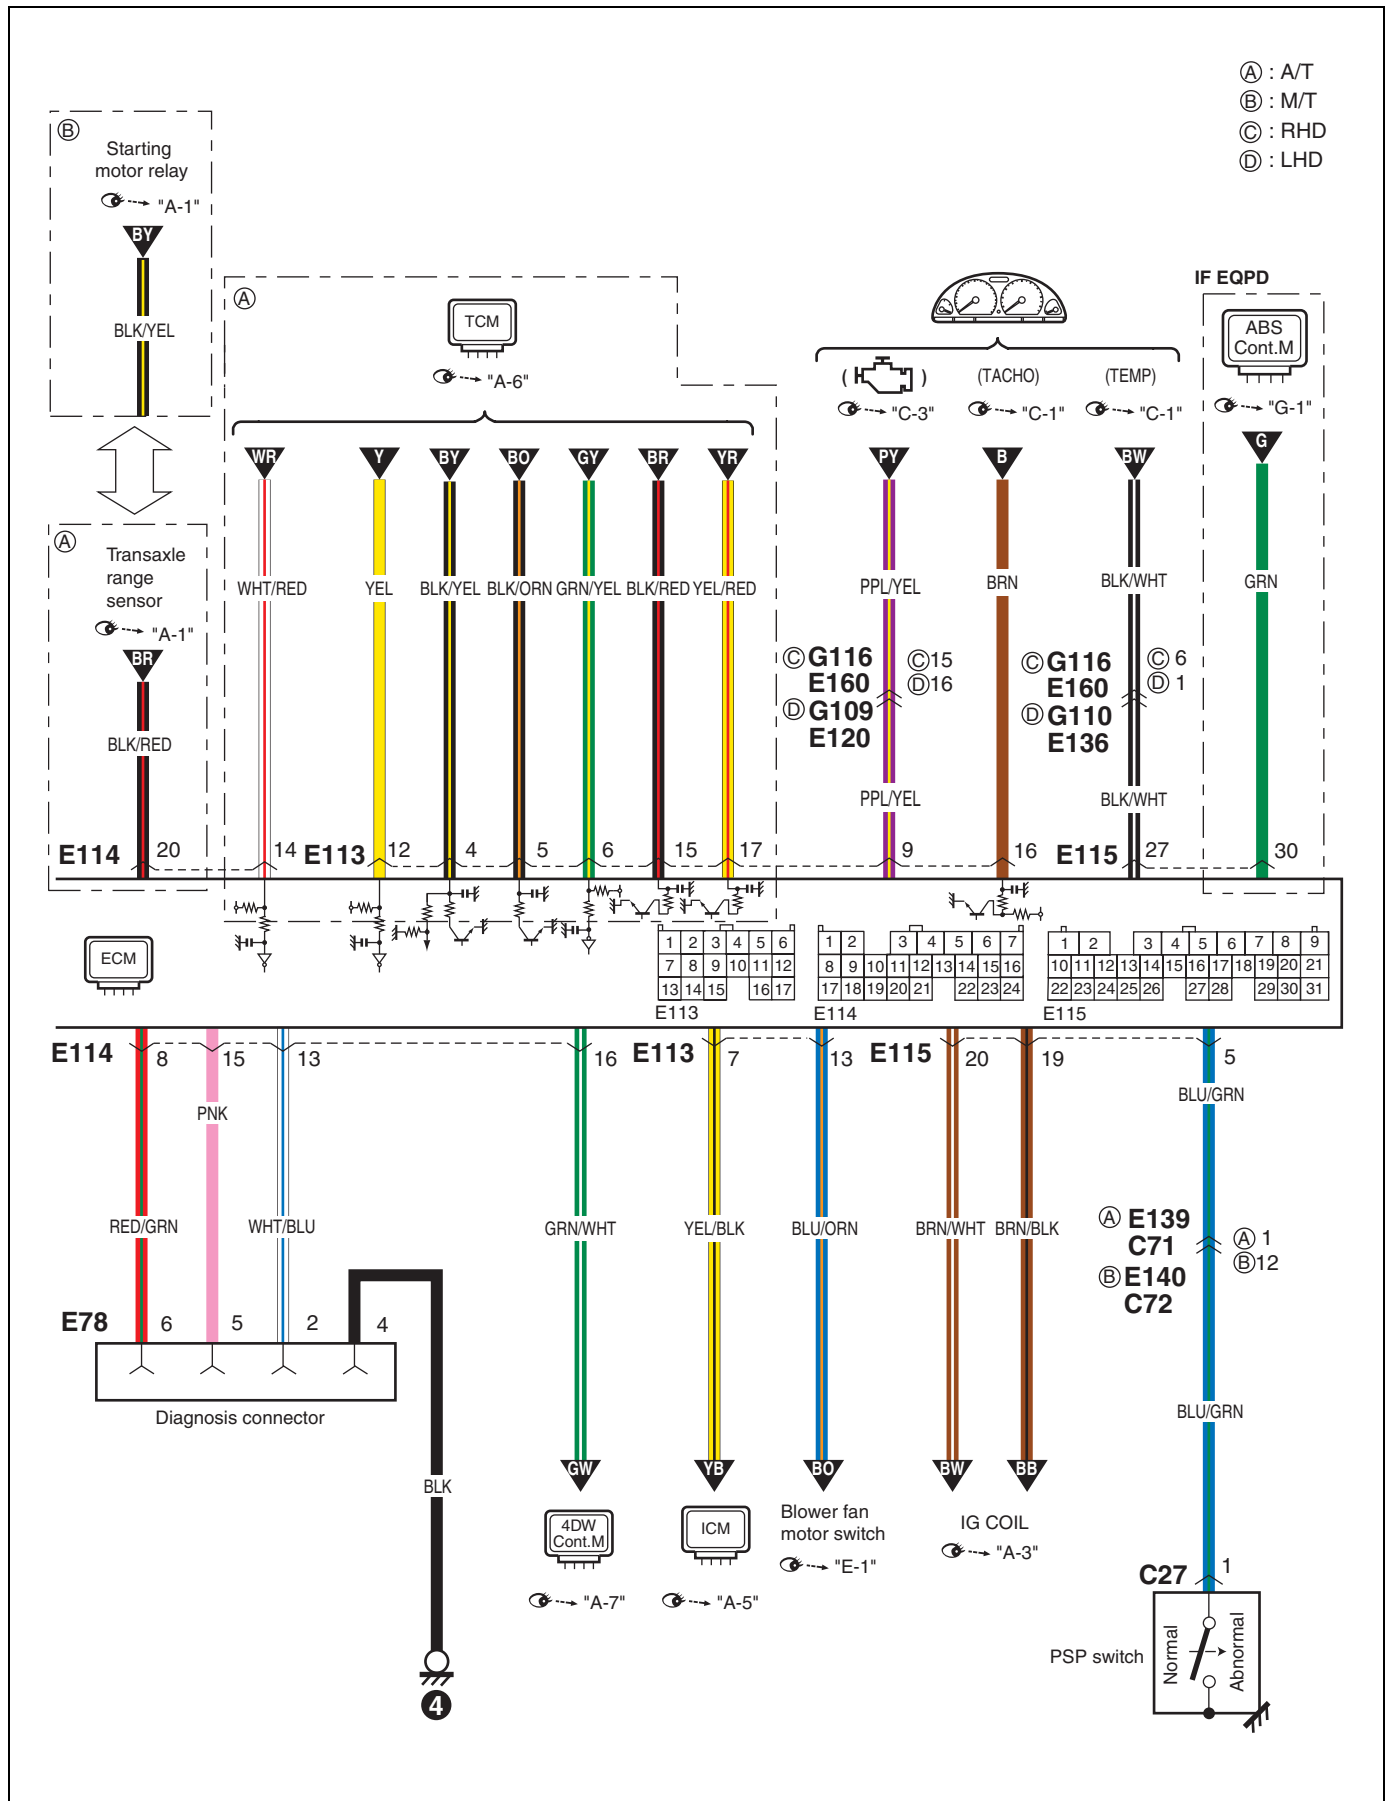 Ⓐ : A/T
Ⓑ : M/T
Ⓒ : RHD
Ⓓ : LHD
Ⓑ
Starting
motor relay
"A-1"
BY
BLK/YEL
Ⓐ
Transaxle
range
sensor
"A-1"
BR
BLK/RED
Ⓐ
TCM
"A-6"
WR Y BY BO GY BR YR
WHT/RED YEL BLK/YEL BLK/ORN GRN/YEL BLK/RED YEL/RED
( )
(TACHO)
(TEMP)
"C-3" "C-1" "C-1"
PY B BW
PPL/YEL BRN BLK/WHT
Ⓒ G116 Ⓒ15
E160 Ⓓ16
Ⓓ G109
E120
PPL/YEL
Ⓒ G116 Ⓒ 6
E160 Ⓓ 1
Ⓓ G110
E136
BLK/WHT
IF EQPD
ABS
Cont.M
"G-1"
G
GRN
E114 20 14 E113 12 4 5 6 15 17 9 16 E115 27 30
ECM
1 2 3 4 5 6
7 8 9 10 11 12
13 14 15 16 17
E113
1 2 3 4 5 6 7
8 9 10 11 12 13 14 15 16
17 18 19 20 21 22 23 24
E114
1 2 3 4 5 6 7 8 9
10 11 12 13 14 15 16 17 18 19 20 21
22 23 24 25 26 27 28 29 30 31
E115
E114 8 15 13 16 E113 7 13 E115 20 19 5
BLU/GRN
PNK
RED/GRN WHT/BLU GRN/WHT YEL/BLK BLU/ORN BRN/WHT BRN/BLK
Ⓐ E139 Ⓐ 1
C71 Ⓑ12
Ⓑ E140
C72
E78 6 5 2 4
Diagnosis connector
BLK
4
BLU/GRN
GW YB BO BW BB
4DW
Cont.M
"A-7"
ICM
"A-5"
Blower fan
motor switch
"E-1"
IG COIL
"A-3"
C27 1
PSP switch
Normal
Abnormal